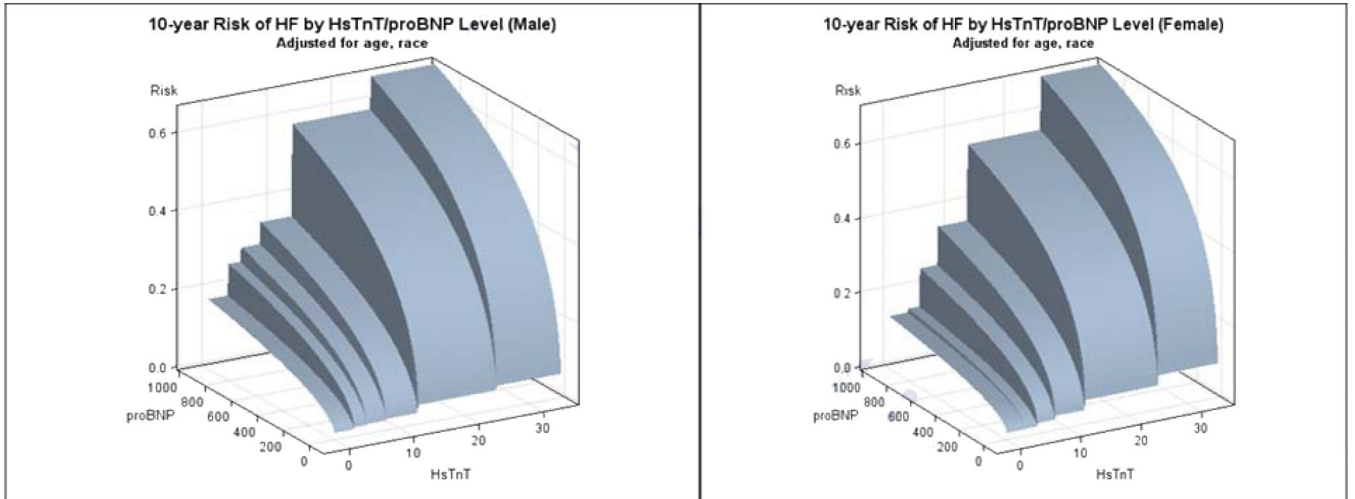 10-year Risk of HF by HsTnT/proBNP Level (Male)
Adjusted for age, race
Risk
0.6
0.4
0.2
0.0
1000
800
600
400
200
0
proBNP
0
10
20
30
HsTnT
10-year Risk of HF by HsTnT/proBNP Level (Female)
Adjusted for age, race
Risk
0.6
0.4
0.2
0.0
1000
800
600
400
200
0
proBNP
0
10
20
30
HsTnT